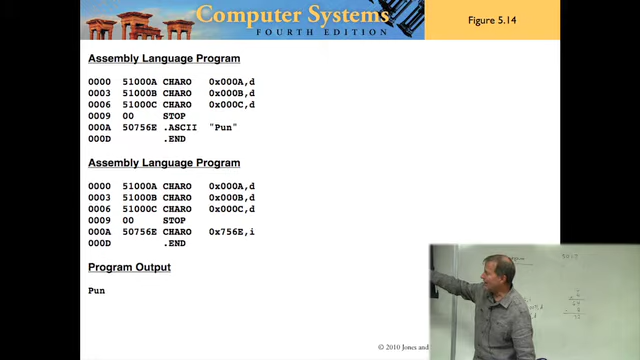 Computer Systems
FOURTH EDITION
Figure 5.14
Assembly Language Program
0000 51000A CHARO 0x000A,d
0003 51000B CHARO 0x000B,d
0006 51000C CHARO 0x000C,d
0009 00 STOP
000A 50756E .ASCII "Pun"
000D .END
Assembly Language Program
0000 51000A CHARO 0x000A,d
0003 51000B CHARO 0x000B,d
0006 51000C CHARO 0x000C,d
0009 00 STOP
000A 50756E CHARO 0x756E,i
000D .END
Program Output
Pun
© 2010 Jones and